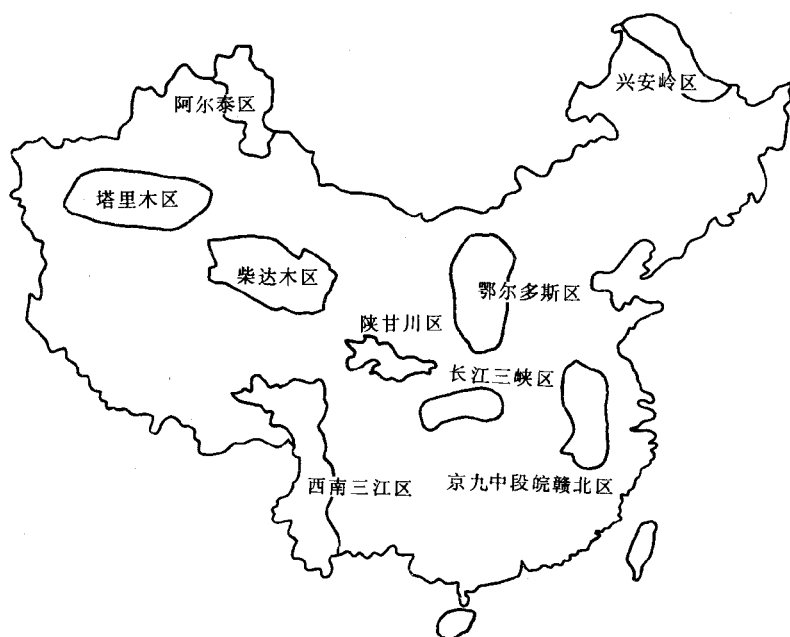 兴安岭区
阿尔泰区
塔里木区
柴达木区
鄂尔多斯区
陕甘川区
长江三峡区
西南三江区
京九中段皖赣北区